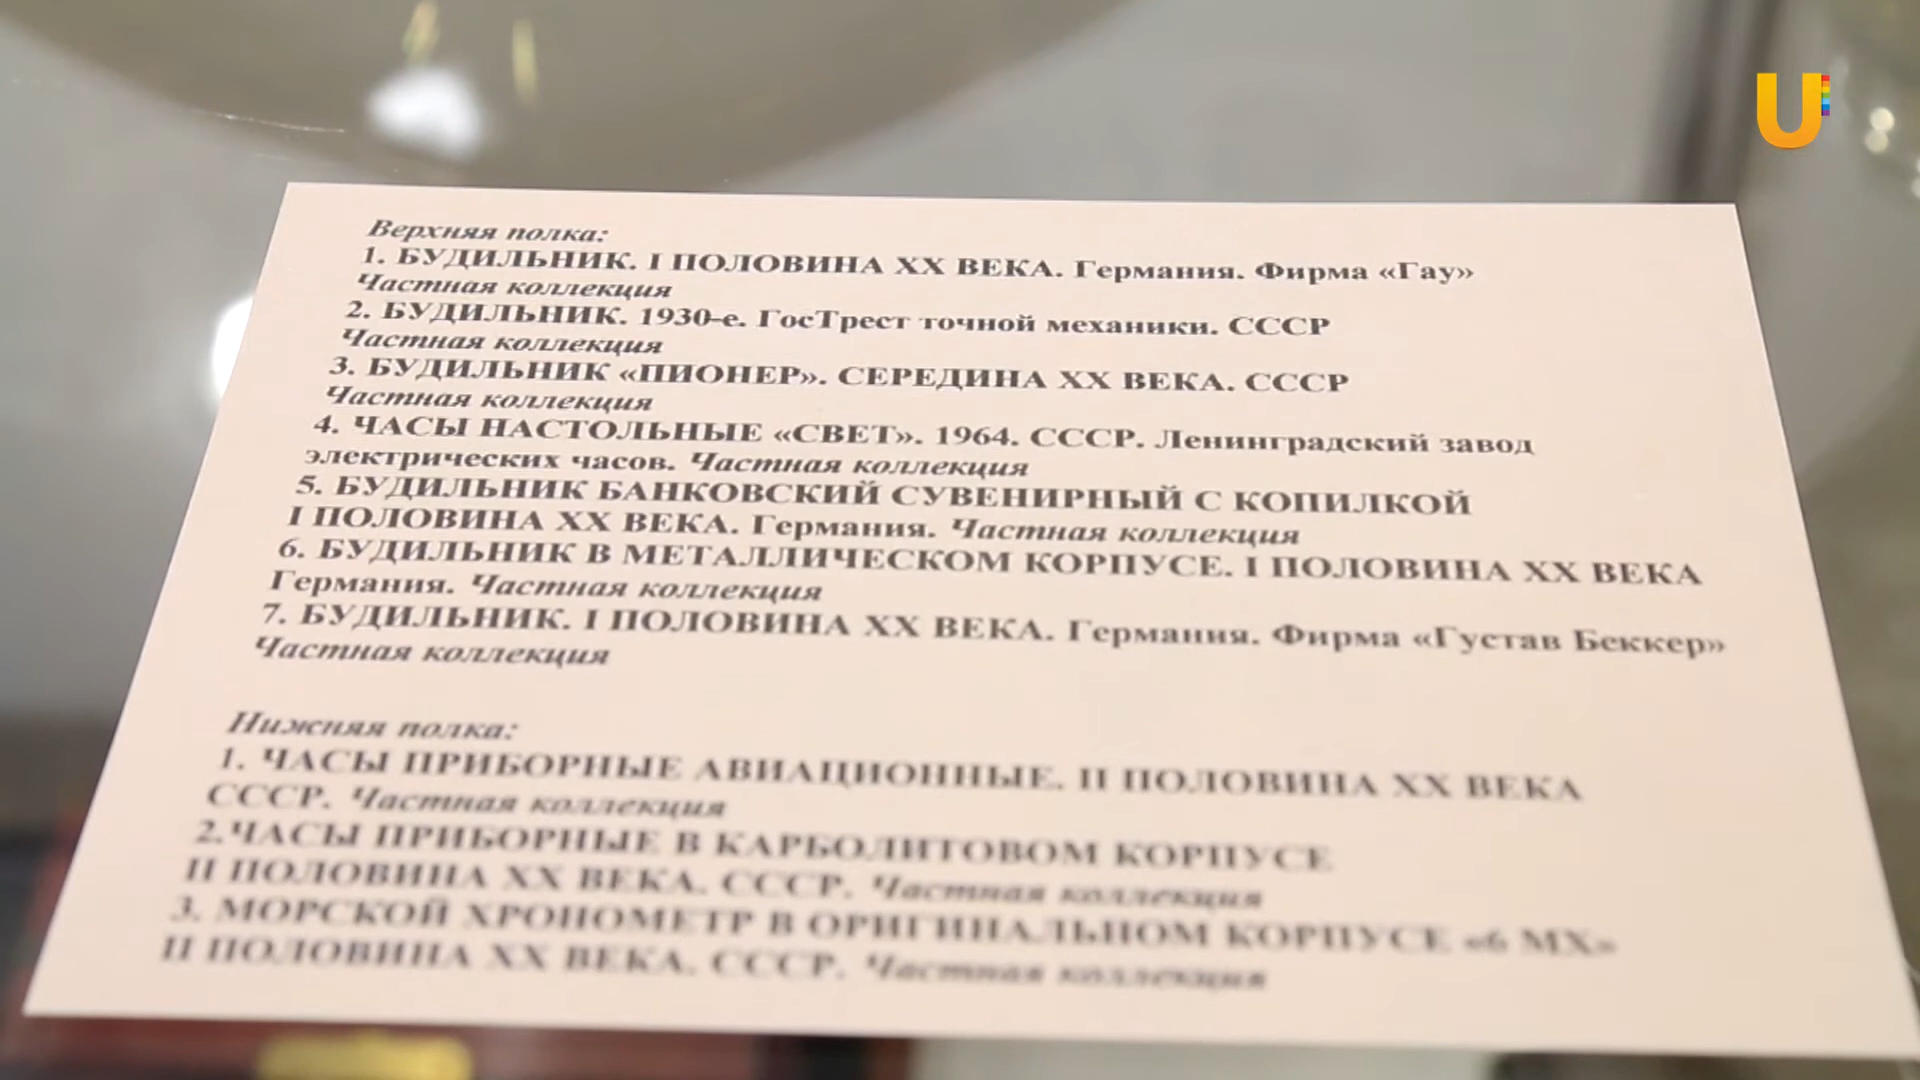 U
Верхняя полка:
1. БУДИЛЬНИК. I ПОЛОВИНА XX ВЕКА. Германия. Фирма «Гау»
Частная коллекция
2. БУДИЛЬНИК. 1930-е. ГосТрест точной механики. СССР
Частная коллекция
3. БУДИЛЬНИК «ПИОНЕР». СЕРЕДИНА XX ВЕКА. СССР
Частная коллекция
4. ЧАСЫ НАСТОЛЬНЫЕ «СВЕТ». 1964. СССР. Ленинградский завод
электрических часов. Частная коллекция
5. БУДИЛЬНИК БАНКОВСКИЙ СУВЕНИРНЫЙ С КОПИЛКОЙ
I ПОЛОВИНА XX ВЕКА. Германия. Частная коллекция
6. БУДИЛЬНИК В МЕТАЛЛИЧЕСКОМ КОРПУСЕ. I ПОЛОВИНА XX ВЕКА
Германия. Частная коллекция
7. БУДИЛЬНИК. I ПОЛОВИНА XX ВЕКА. Германия. Фирма «Густав Беккер»
Частная коллекция
Нижняя полка:
1. ЧАСЫ ПРИБОРНЫЕ АВИАЦИОННЫЕ. II ПОЛОВИНА XX ВЕКА
СССР. Частная коллекция
2.ЧАСЫ ПРИБОРНЫЕ В КАРБОЛИТОВОМ КОРПУСЕ
II ПОЛОВИНА XX ВЕКА. СССР. Частная коллекция
3. МОРСКОЙ ХРОНОМЕТР В ОРИГИНАЛЬНОМ КОРПУСЕ «6 МХ»
II ПОЛОВИНА XX ВЕКА. СССР. Частная коллекция